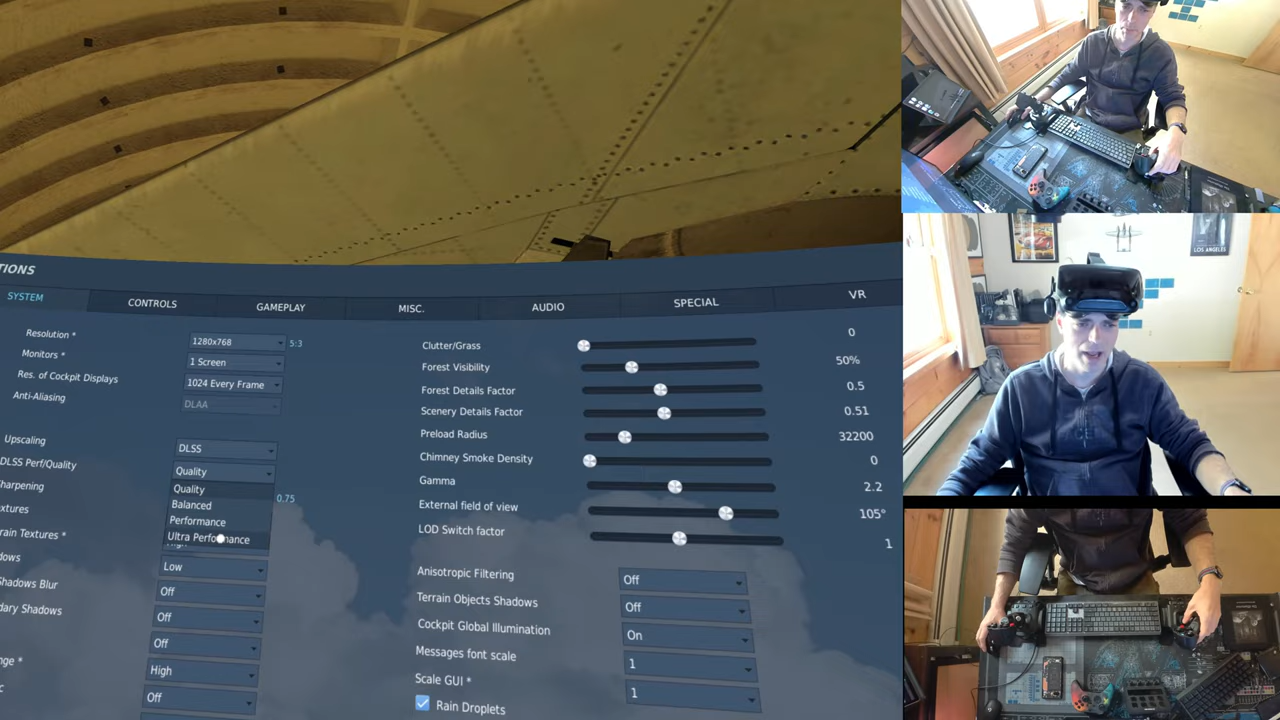 TIONS
SYSTEM CONTROLS GAMEPLAY MISC. AUDIO SPECIAL VR
Resolution * 1280x768 5:3
Monitors * 1 Screen
Res. of Cockpit Displays 1024 Every Frame
Anti-Aliasing DLAA
Upscaling DLSS
DLSS Perf/Quality Quality
Sharpening Quality 0.75
xtures Balanced
Performance
rain Textures * Ultra Performance
High
dows Low
Shadows Blur Off
dary Shadows Off
Off
nge * High
c Off
Clutter/Grass 0
Forest Visibility 50%
Forest Details Factor 0.5
Scenery Details Factor 0.51
Preload Radius 32200
Chimney Smoke Density 0
Gamma 2.2
External field of view 105°
LOD Switch factor 1
Anisotropic Filtering Off
Terrain Objects Shadows Off
Cockpit Global Illumination On
Messages font scale 1
Scale GUI * 1
Rain Droplets
LOS ANGELES